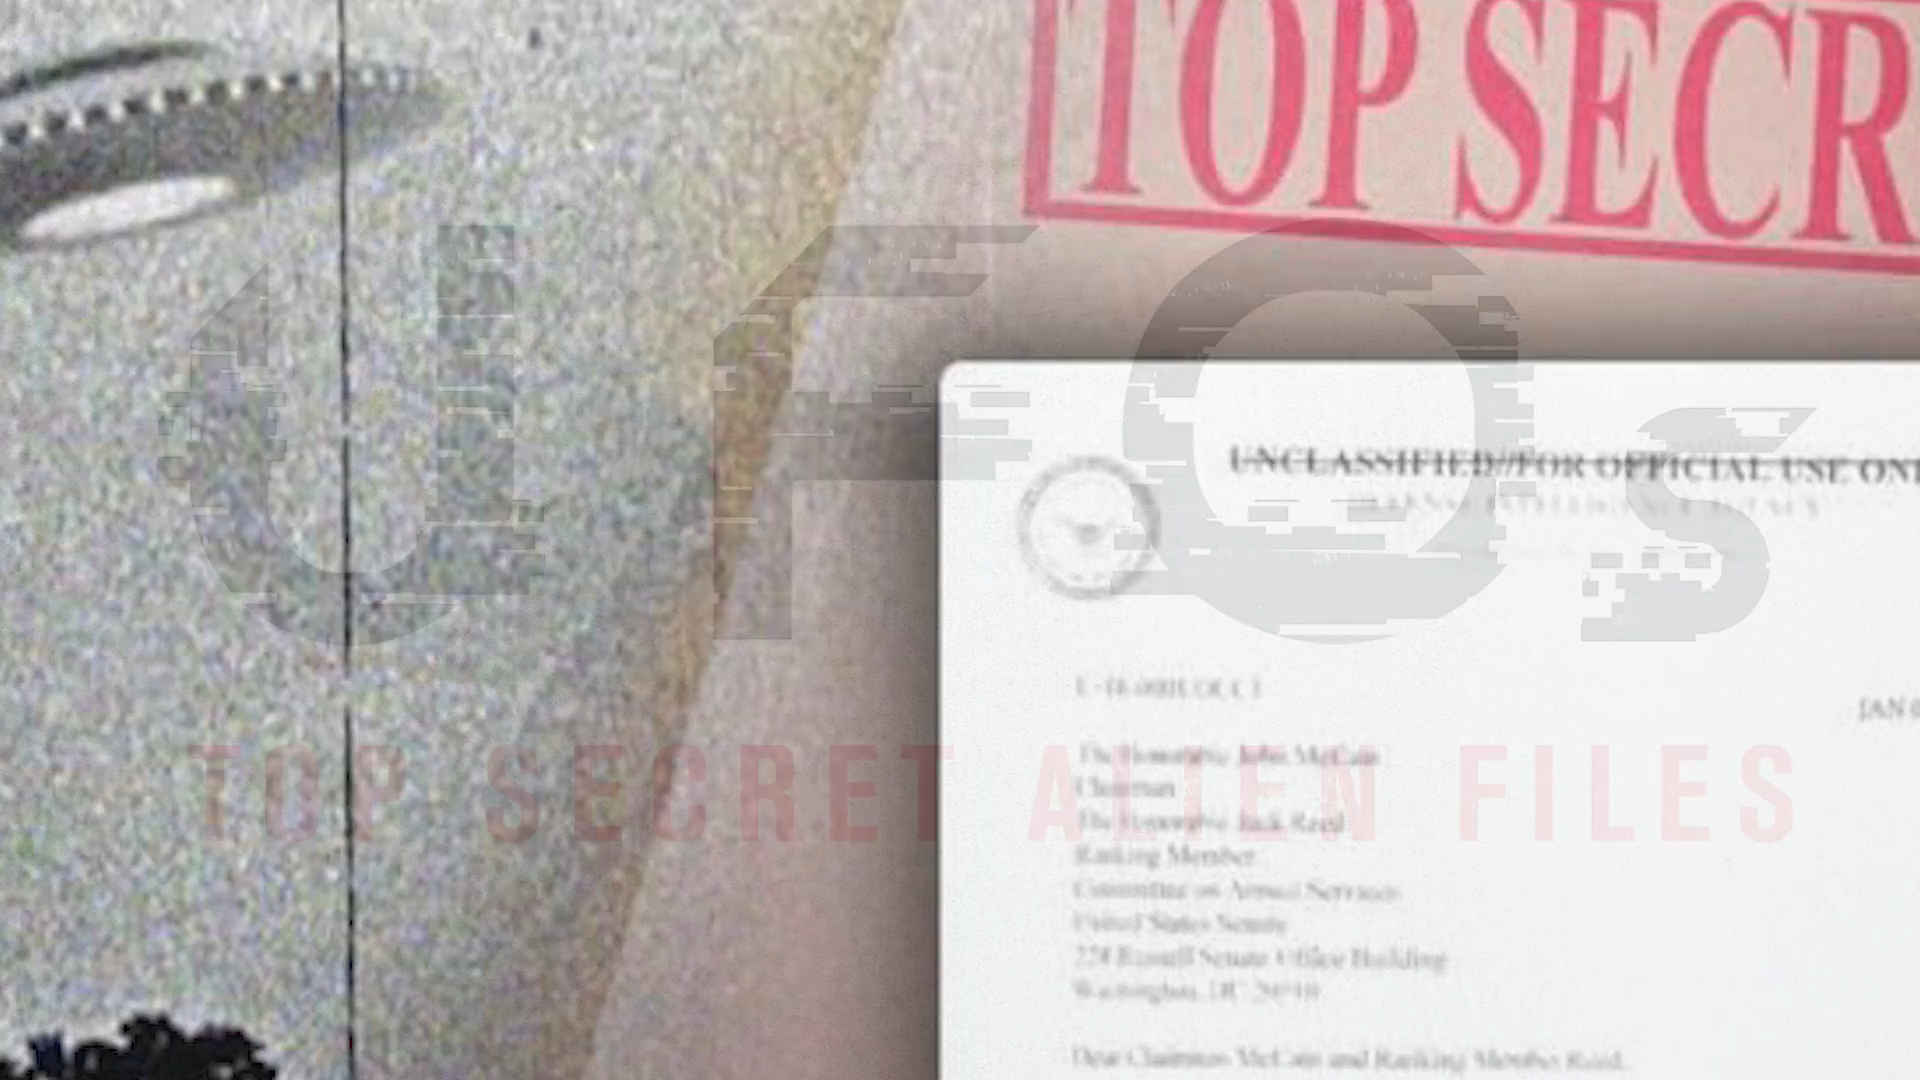 TOP SECR
UFOs
UNCLASSIFIED//FOR OFFICIAL USE ONL
JAN 0
The Honorable John McCain
Chairman
The Honorable Jack Reed
Ranking Member
Committee on Armed Services
United States Senate
228 Russell Senate Office Building
Washington, DC 20510
Dear Chairman McCain and Ranking Member Reed:
TOP SECRET ALIEN FILES